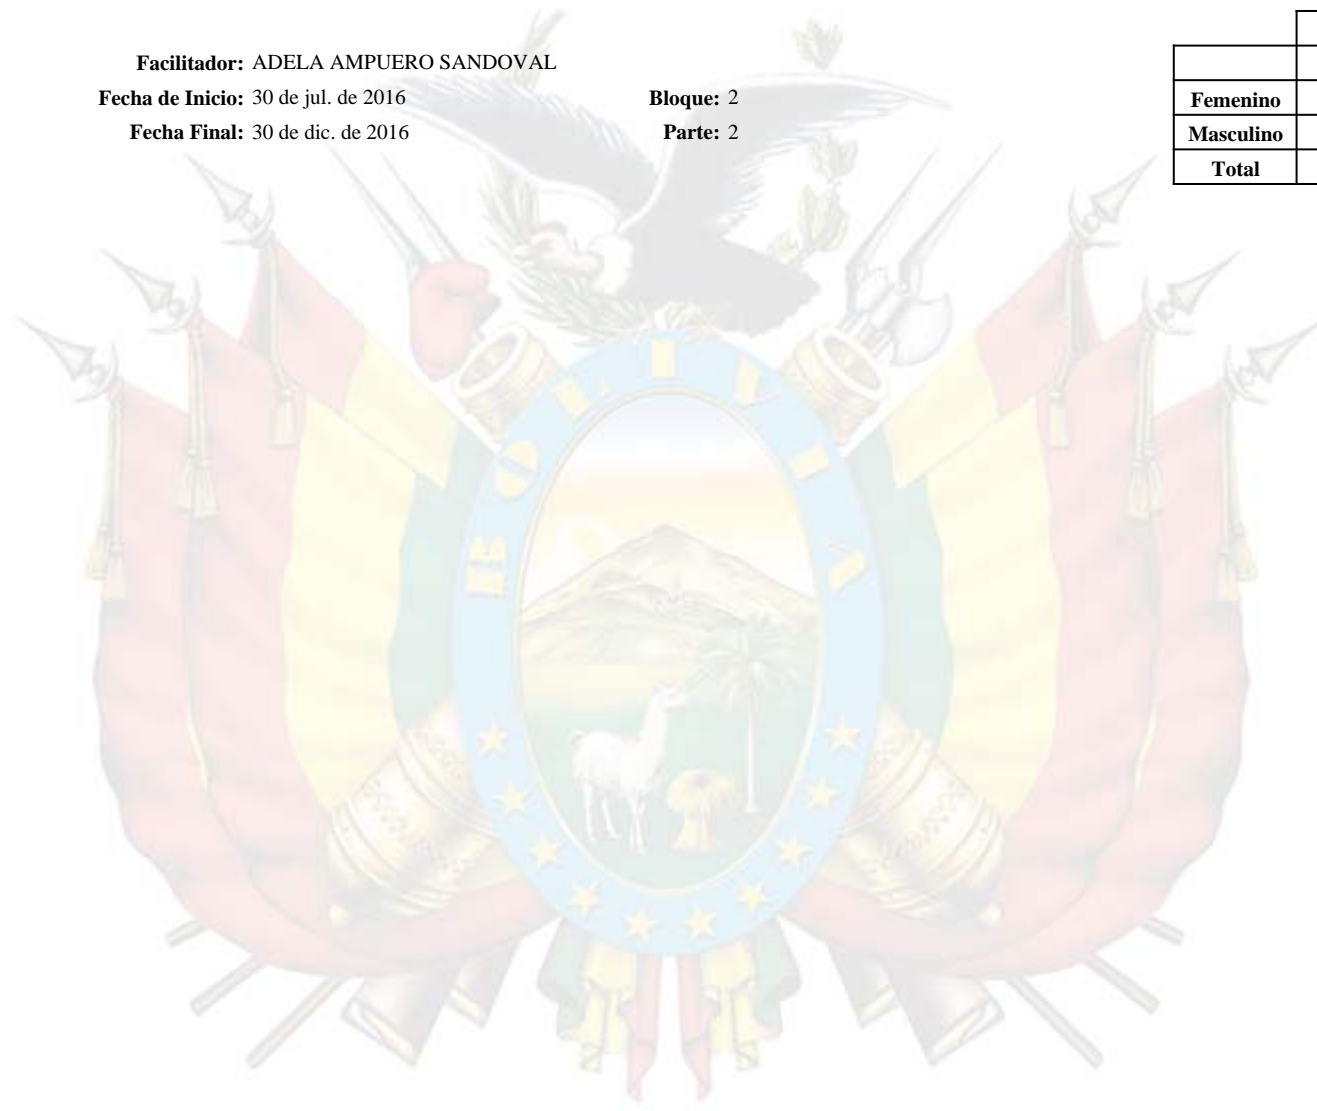 Facilitador: ADELA AMPUERO SANDOVAL
Fecha de Inicio: 30 de jul. de 2016 Bloque: 2
Fecha Final: 30 de dic. de 2016 Parte: 2
Femenino
Masculino
Total
BOLIVIA